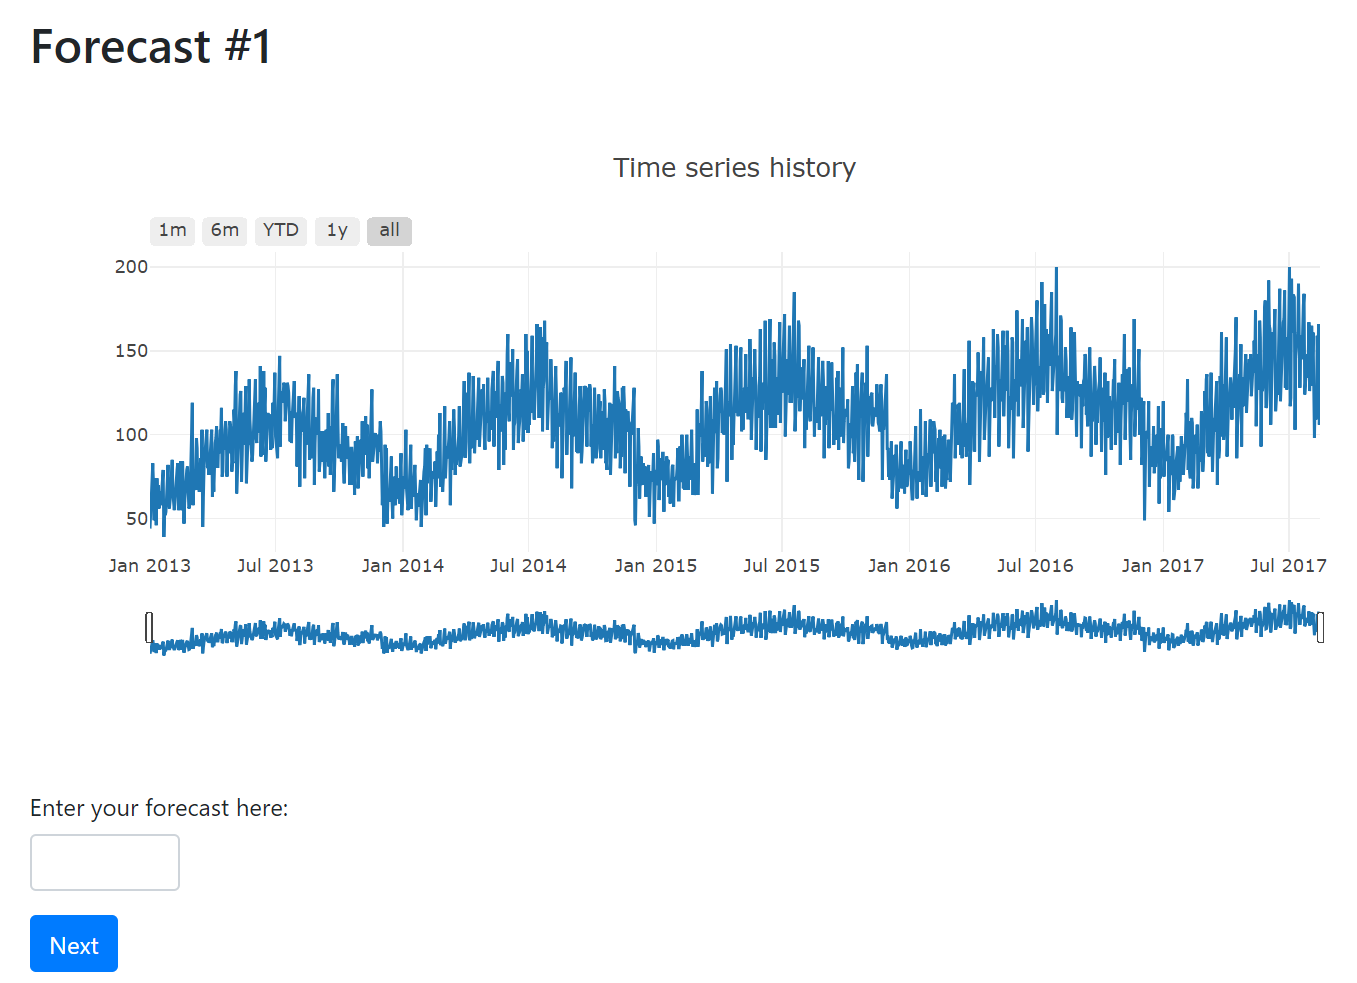 Forecast #1
Time series history
1m 6m YTD 1y all
200
150
100
50
Jan 2013 Jul 2013 Jan 2014 Jul 2014 Jan 2015 Jul 2015 Jan 2016 Jul 2016 Jan 2017 Jul 2017
Enter your forecast here:
Next